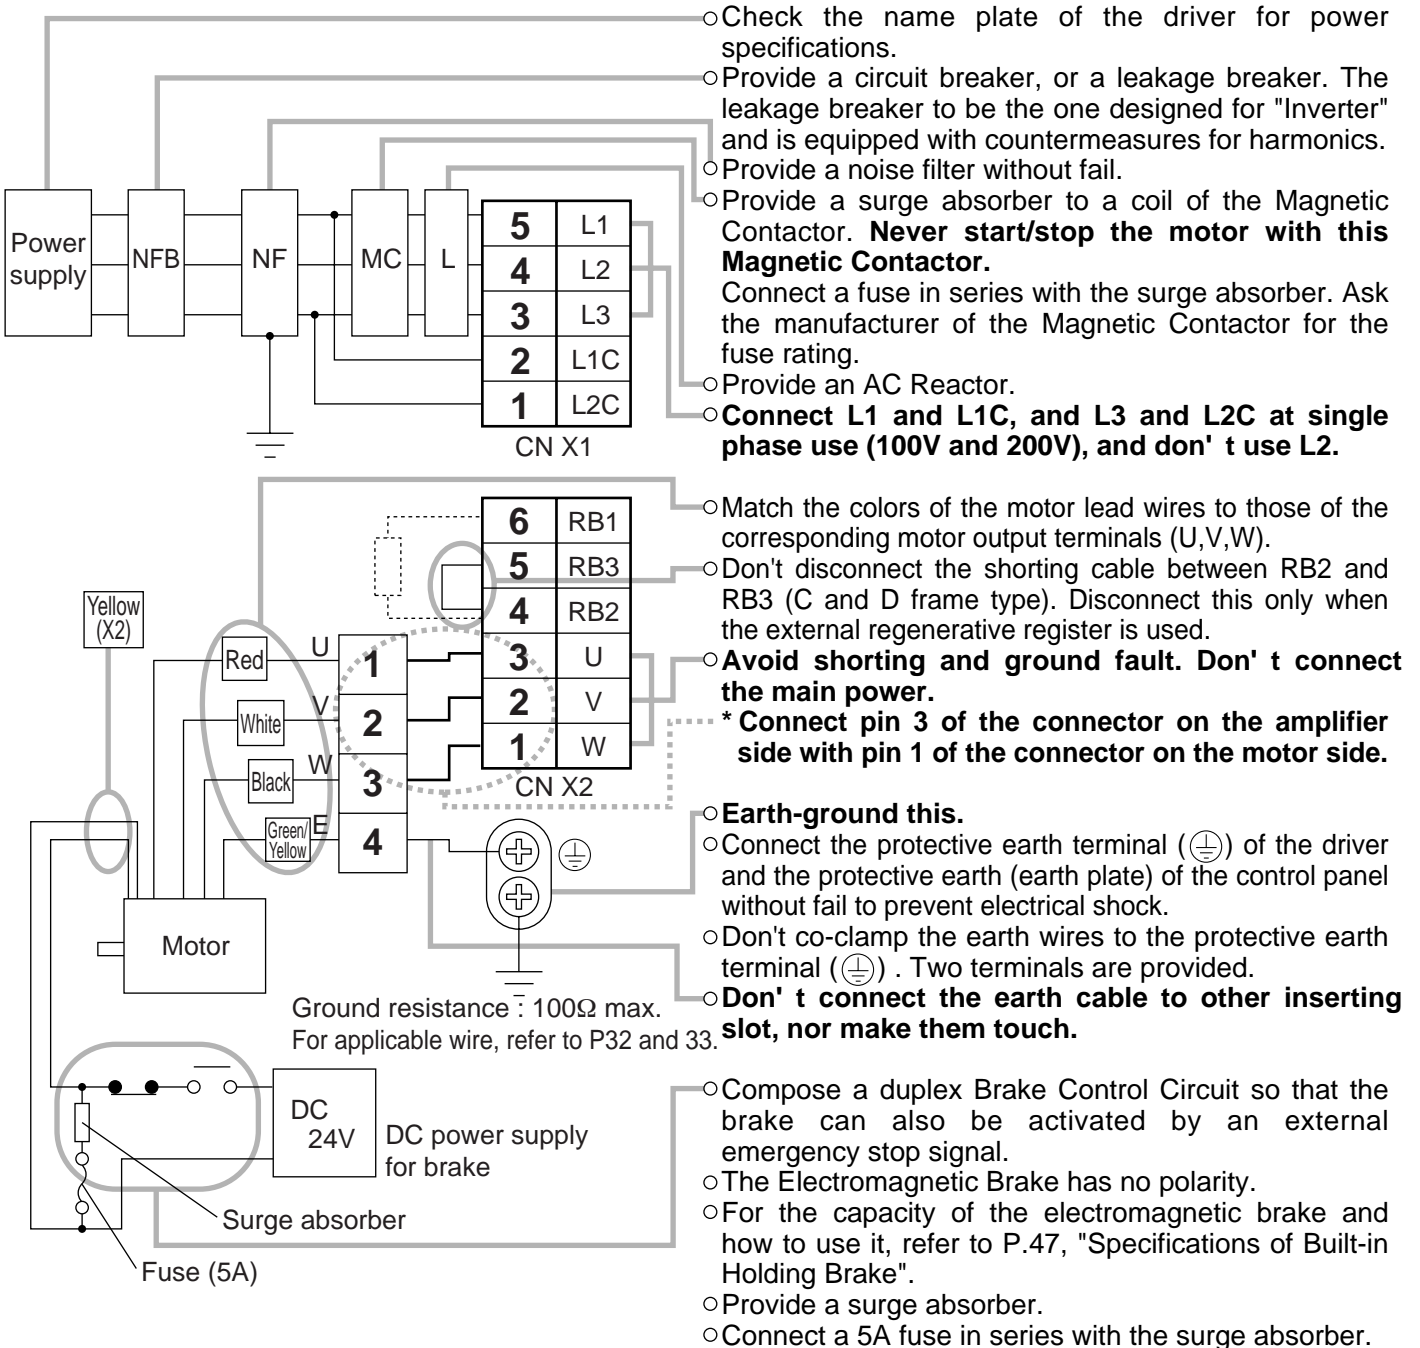 Check the name plate of the driver for power
specifications.
Provide a circuit breaker, or a leakage breaker. The
leakage breaker to be the one designed for "Inverter"
and is equipped with countermeasures for harmonics.
Provide a noise filter without fail.
Provide a surge absorber to a coil of the Magnetic
Contactor. Never start/stop the motor with this
Magnetic Contactor.
Connect a fuse in series with the surge absorber. Ask
the manufacturer of the Magnetic Contactor for the
fuse rating.
Provide an AC Reactor.
Connect L1 and L1C, and L3 and L2C at single
phase use (100V and 200V), and don' t use L2.
Power
supply
NFB
NF
MC
L
5 L1
4 L2
3 L3
2 L1C
1 L2C
CN X1
Match the colors of the motor lead wires to those of the
corresponding motor output terminals (U,V,W).
Don't disconnect the shorting cable between RB2 and
RB3 (C and D frame type). Disconnect this only when
the external regenerative register is used.
Avoid shorting and ground fault. Don' t connect
the main power.
* Connect pin 3 of the connector on the amplifier
side with pin 1 of the connector on the motor side.
6 RB1
5 RB3
4 RB2
3 U
2 V
1 W
CN X2
Yellow
(X2)
Red U 1
White V 2
Black W 3
Green/
Yellow E 4
Motor
Earth-ground this.
Connect the protective earth terminal (⏚) of the driver
and the protective earth (earth plate) of the control panel
without fail to prevent electrical shock.
Don't co-clamp the earth wires to the protective earth
terminal (⏚) . Two terminals are provided.
Don' t connect the earth cable to other inserting
slot, nor make them touch.
Ground resistance : 100Ω max.
For applicable wire, refer to P32 and 33.
DC
24V
DC power supply
for brake
Surge absorber
Fuse (5A)
Compose a duplex Brake Control Circuit so that the
brake can also be activated by an external
emergency stop signal.
The Electromagnetic Brake has no polarity.
For the capacity of the electromagnetic brake and
how to use it, refer to P.47, "Specifications of Built-in
Holding Brake".
Provide a surge absorber.
Connect a 5A fuse in series with the surge absorber.